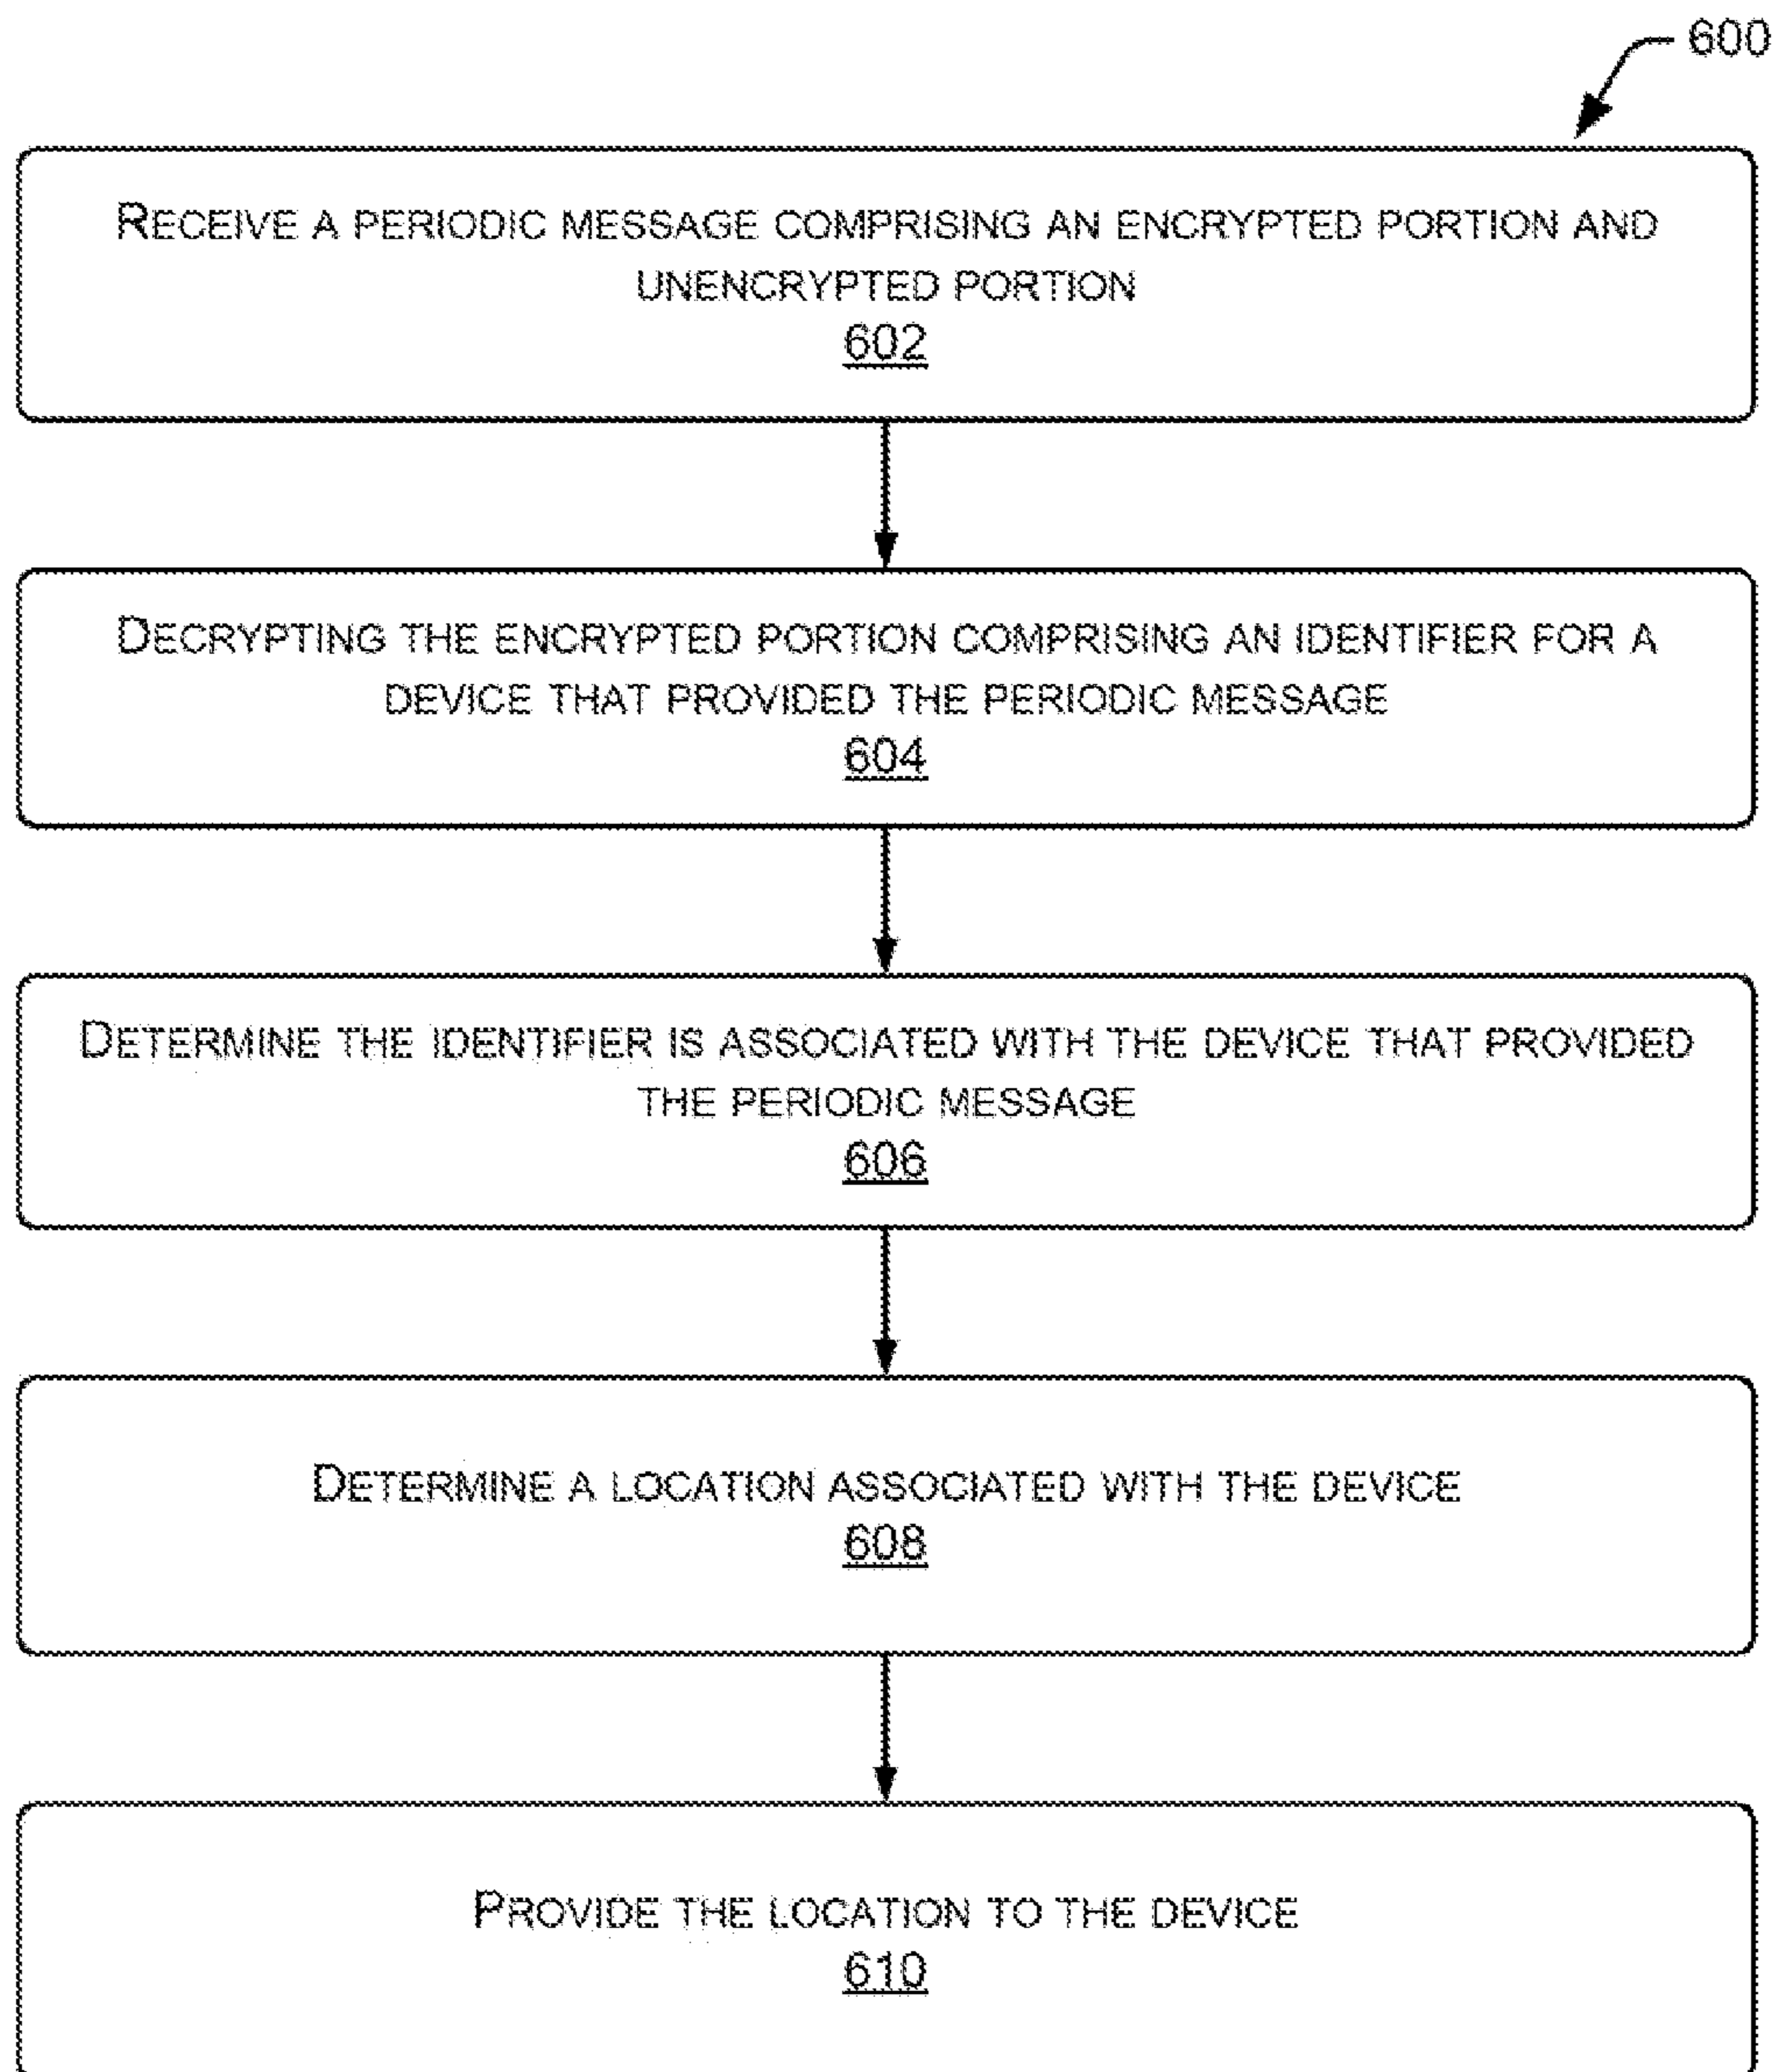 600
RECEIVE A PERIODIC MESSAGE COMPRISING AN ENCRYPTED PORTION AND
UNENCRYPTED PORTION
602
DECRYPTING THE ENCRYPTED PORTION COMPRISING AN IDENTIFIER FOR A
DEVICE THAT PROVIDED THE PERIODIC MESSAGE
604
DETERMINE THE IDENTIFIER IS ASSOCIATED WITH THE DEVICE THAT PROVIDED
THE PERIODIC MESSAGE
606
DETERMINE A LOCATION ASSOCIATED WITH THE DEVICE
608
PROVIDE THE LOCATION TO THE DEVICE
610